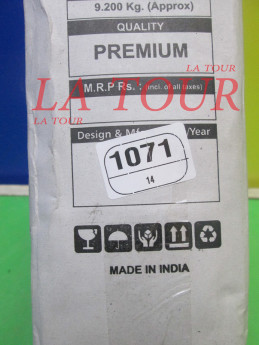 9.200 Kg. (Approx)
QUALITY
PREMIUM
LA TOUR
M.R.P Rs. incl. of all taxes)
LA TOUR
LA TOUR
Design & /Year
1071
14
MADE IN INDIA